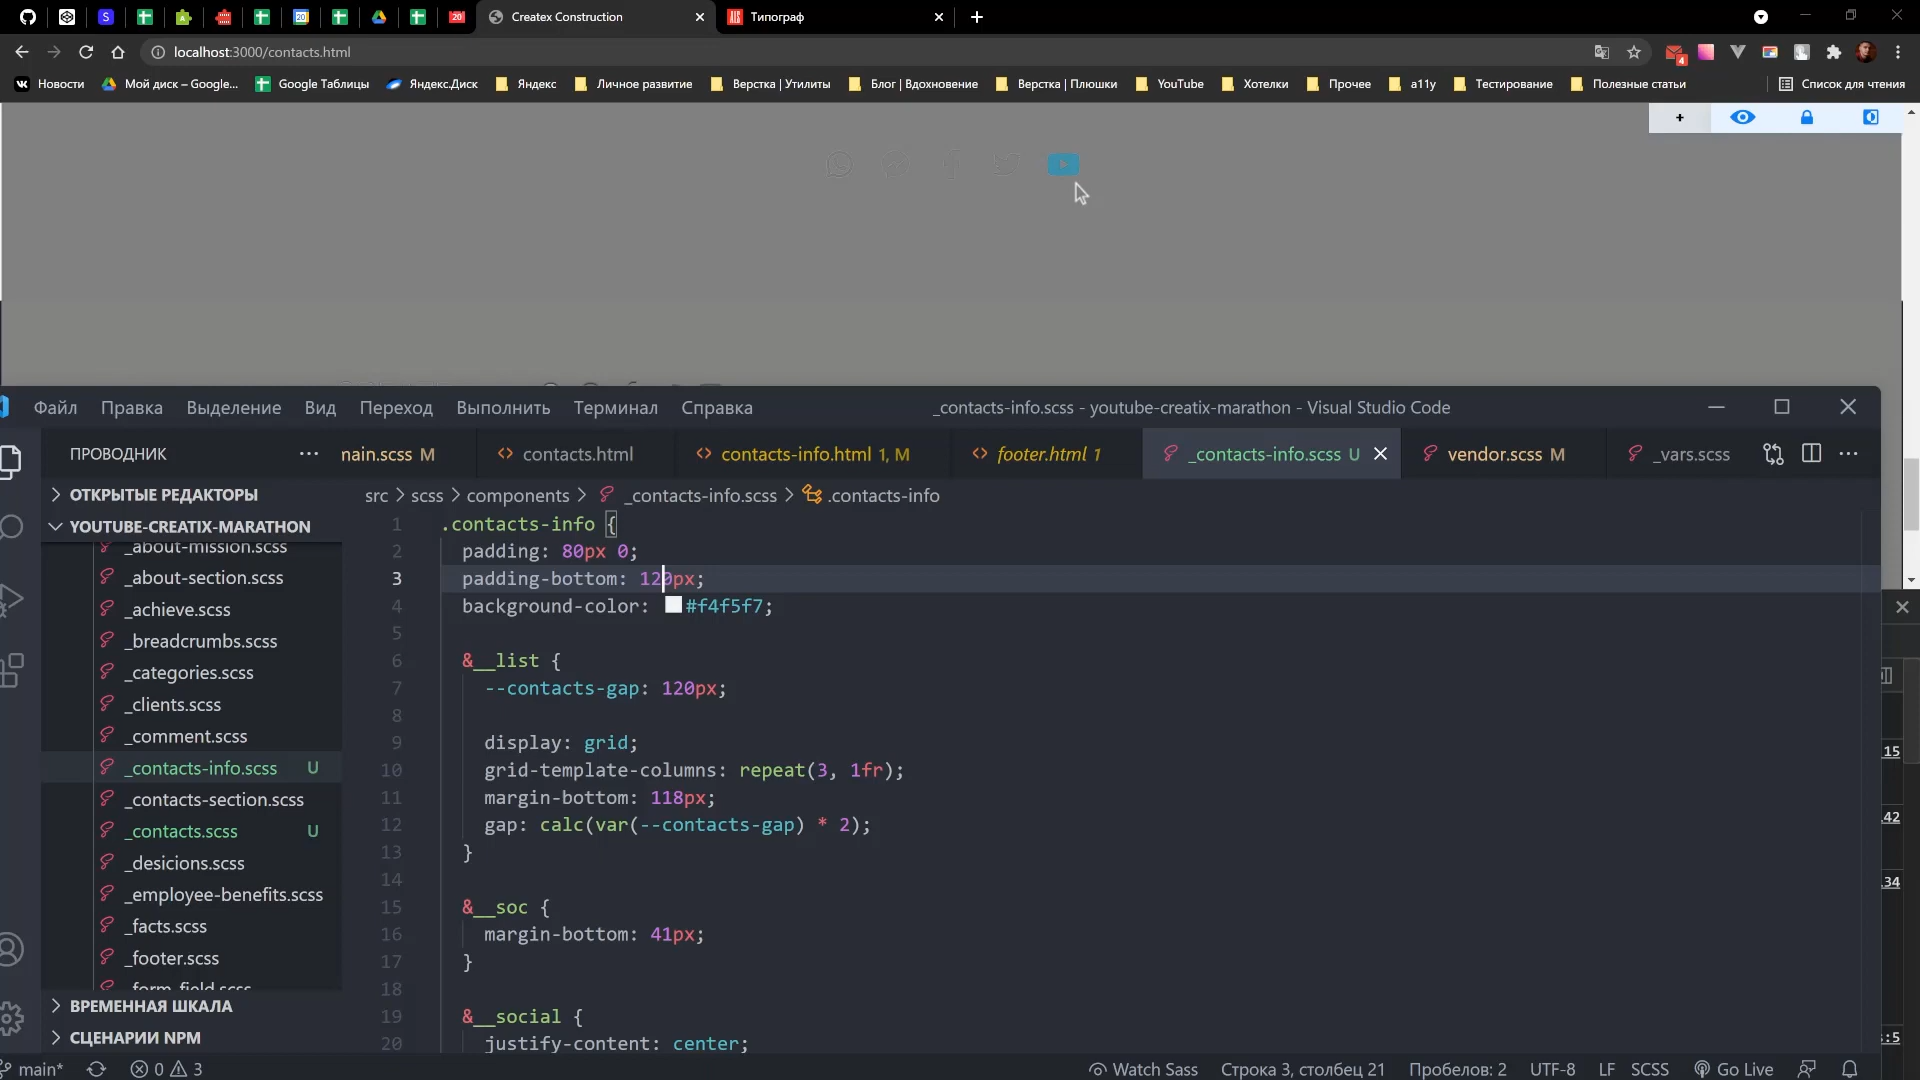 S
20
20
Createx Construction
Типограф
localhost:3000/contacts.html
4
Новости
Мой диск – Google...
Google Таблицы
Яндекс.Диск
Яндекс
Личное развитие
Верстка | Утилиты
Блог | Вдохновение
Верстка | Плюшки
YouTube
Хотелки
Прочее
a11y
Тестирование
Полезные статьи
Список для чтения
+
Файл Правка Выделение Вид Переход Выполнить Терминал Справка
_contacts-info.scss - youtube-creatix-marathon - Visual Studio Code
ПРОВОДНИК
nain.scss M
contacts.html
contacts-info.html 1, M
footer.html 1
_contacts-info.scss U
vendor.scss M
_vars.scss
ОТКРЫТЫЕ РЕДАКТОРЫ
YOUTUBE-CREATIX-MARATHON
_about-mission.scss
_about-section.scss
_achieve.scss
_breadcrumbs.scss
_categories.scss
_clients.scss
_comment.scss
_contacts-info.scss U
_contacts-section.scss
_contacts.scss U
_desicions.scss
_employee-benefits.scss
_facts.scss
_footer.scss
_form-field.scss
ВРЕМЕННАЯ ШКАЛА
СЦЕНАРИИ NPM
src > scss > components > _contacts-info.scss > .contacts-info
1 .contacts-info {
2 padding: 80px 0;
3 padding-bottom: 120px;
4 background-color: #f4f5f7;
5
6 &__list {
7 --contacts-gap: 120px;
8
9 display: grid;
10 grid-template-columns: repeat(3, 1fr);
11 margin-bottom: 118px;
12 gap: calc(var(--contacts-gap) * 2);
13 }
14
15 &__soc {
16 margin-bottom: 41px;
17 }
18
19 &__social {
20 justify-content: center;
15
42
34
:5
main* 0 3
Watch Sass
Строка 3, столбец 21
Пробелов: 2
UTF-8
LF
SCSS
Go Live